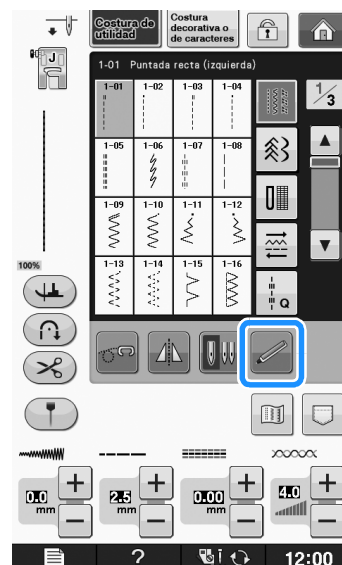 Costura de utilidad
Costura decorativa o de caracteres
J
1-01 Puntada recta (izquierda)
1/3
1-01 1-02 1-03 1-04
1-05 1-06 1-07 1-08
1-09 1-10 1-11 1-12
1-13 1-14 1-15 1-16
Q
100%
0.0 mm
2.5 mm
0.00 mm
4.0
? 12:00